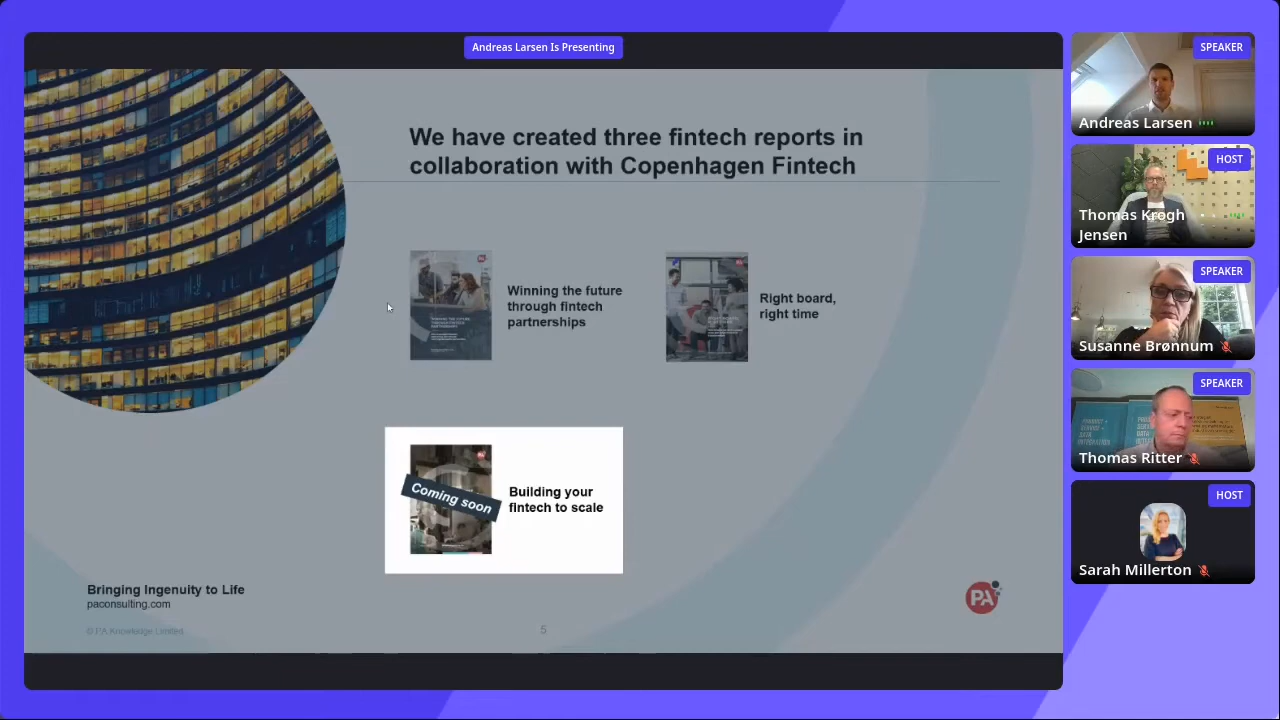 Andreas Larsen Is Presenting
We have created three fintech reports in
collaboration with Copenhagen Fintech
Winning the future
through fintech
partnerships
Right board,
right time
Coming soon
Building your
fintech to scale
Bringing Ingenuity to Life
paconsulting.com
© PA Knowledge Limited
5
PA
SPEAKER
Andreas Larsen
HOST
Thomas Krogh
Jensen
SPEAKER
Susanne Brønnum
SPEAKER
Thomas Ritter
HOST
Sarah Millerton